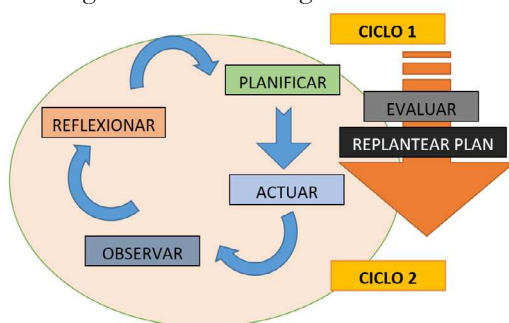 CICLO 1
PLANIFICAR
EVALUAR
REFLEXIONAR
REPLANTEAR PLAN
ACTUAR
OBSERVAR
CICLO 2